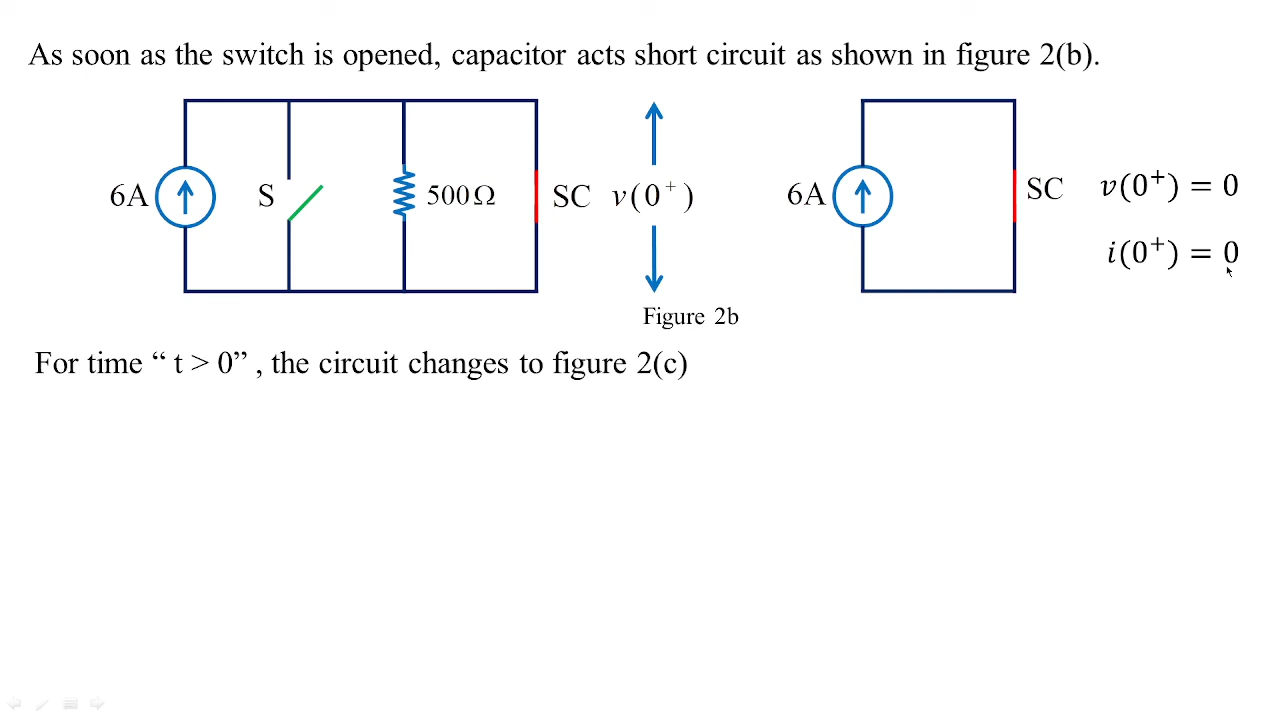 As soon as the switch is opened, capacitor acts short circuit as shown in figure 2(b).
6A
S
500Ω
SC
v(0⁺)
6A
SC
v(0⁺) = 0
i(0⁺) = 0
Figure 2b
For time “ t > 0” , the circuit changes to figure 2(c)